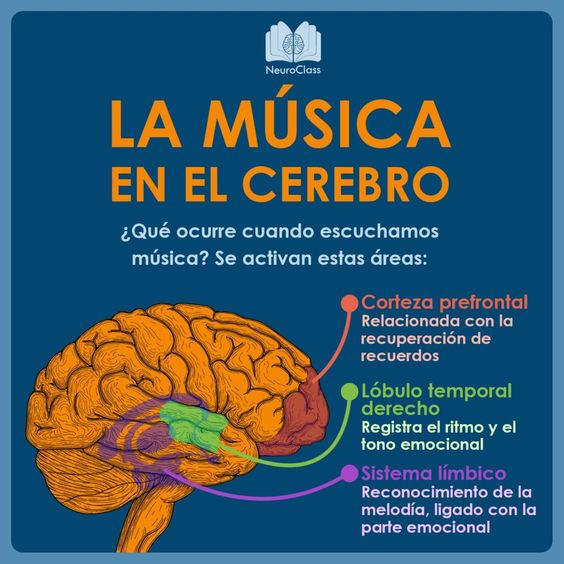 NeuroClass
LA MÚSICA
EN EL CEREBRO
¿Qué ocurre cuando escuchamos
música? Se activan estas áreas:
Corteza prefrontal
Relacionada con la
recuperación de
recuerdos
Lóbulo temporal
derecho
Registra el ritmo y el
tono emocional
Sistema límbico
Reconocimiento de la
melodía, ligado con la
parte emocional